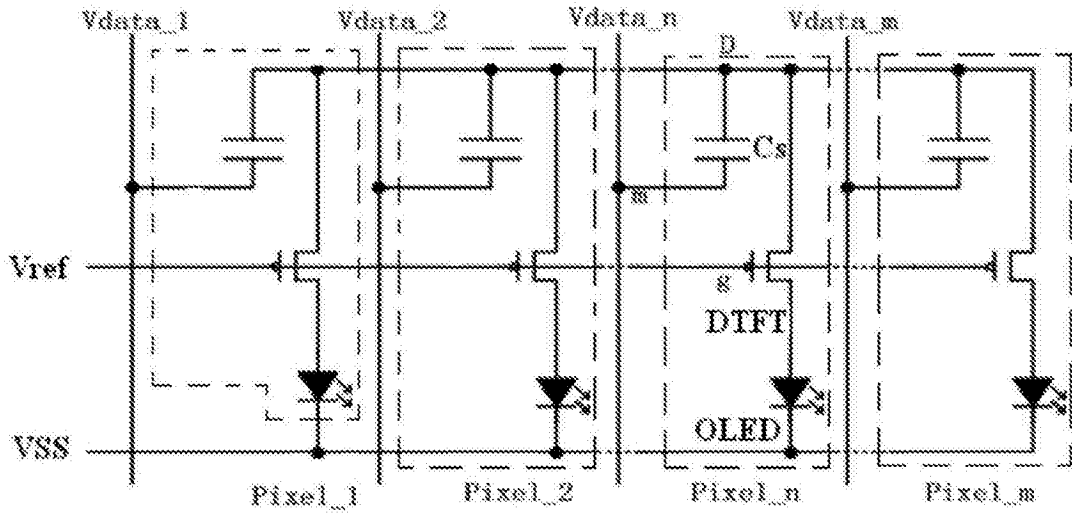 Vdata_1 Vdata_2 Vdata_n Vdata_m
D
Cs
m
Vref
g
DTFT
OLED
VSS
Pixel_1 Pixel_2 Pixel_n Pixel_m